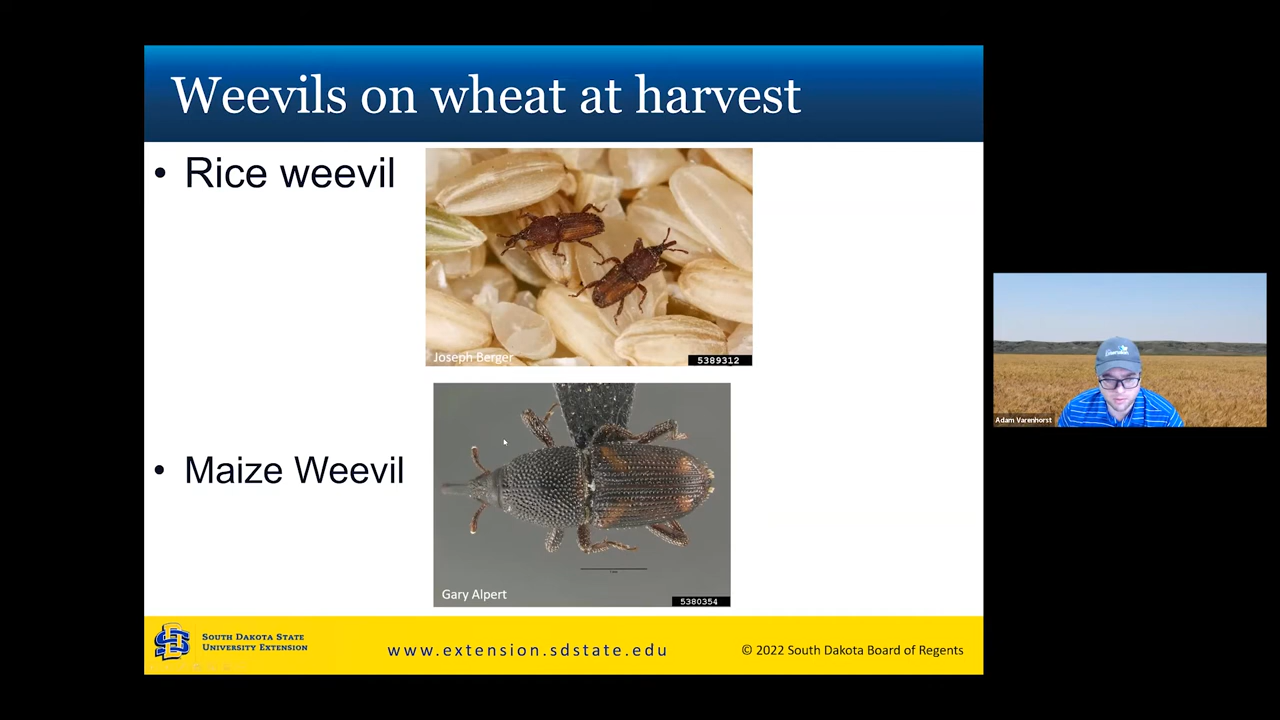 Weevils on wheat at harvest
• Rice weevil
Joseph Berger
5389312
• Maize Weevil
Gary Alpert
5380354
Adam Varenhorst
SOUTH DAKOTA STATE
UNIVERSITY EXTENSION
www.extension.sdstate.edu
© 2022 South Dakota Board of Regents